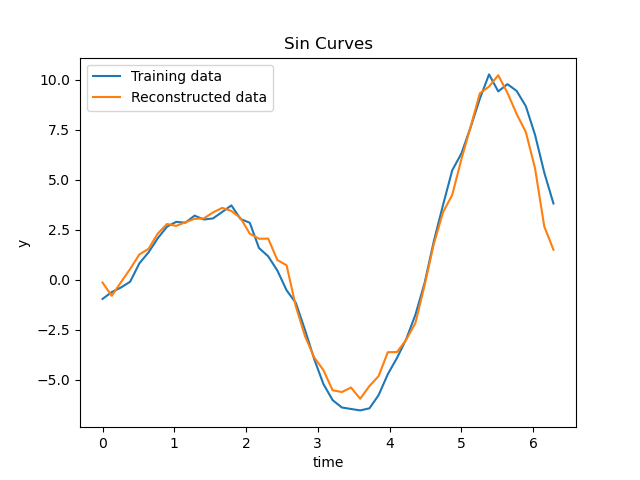 Sin Curves
Training data
Reconstructed data
10.0
7.5
5.0
2.5
0.0
−2.5
−5.0
y
0 1 2 3 4 5 6
time